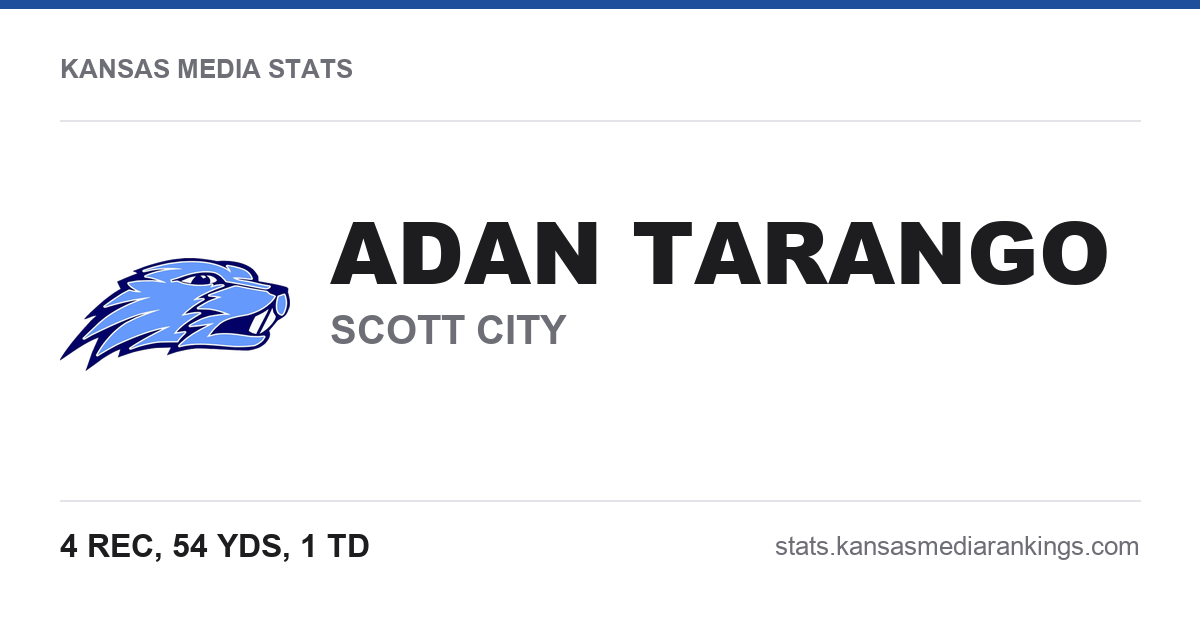 KANSAS MEDIA STATS
ADAN TARANGO
SCOTT CITY
4 REC, 54 YDS, 1 TD
stats.kansasmediarankings.com